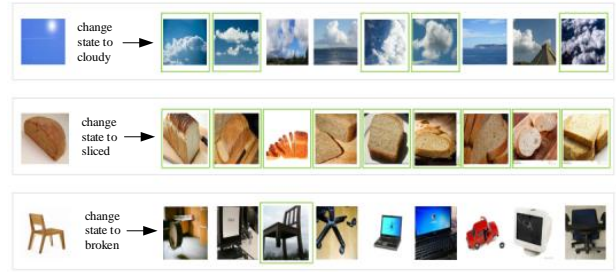 change
state to
cloudy
change
state to
sliced
change
state to
broken